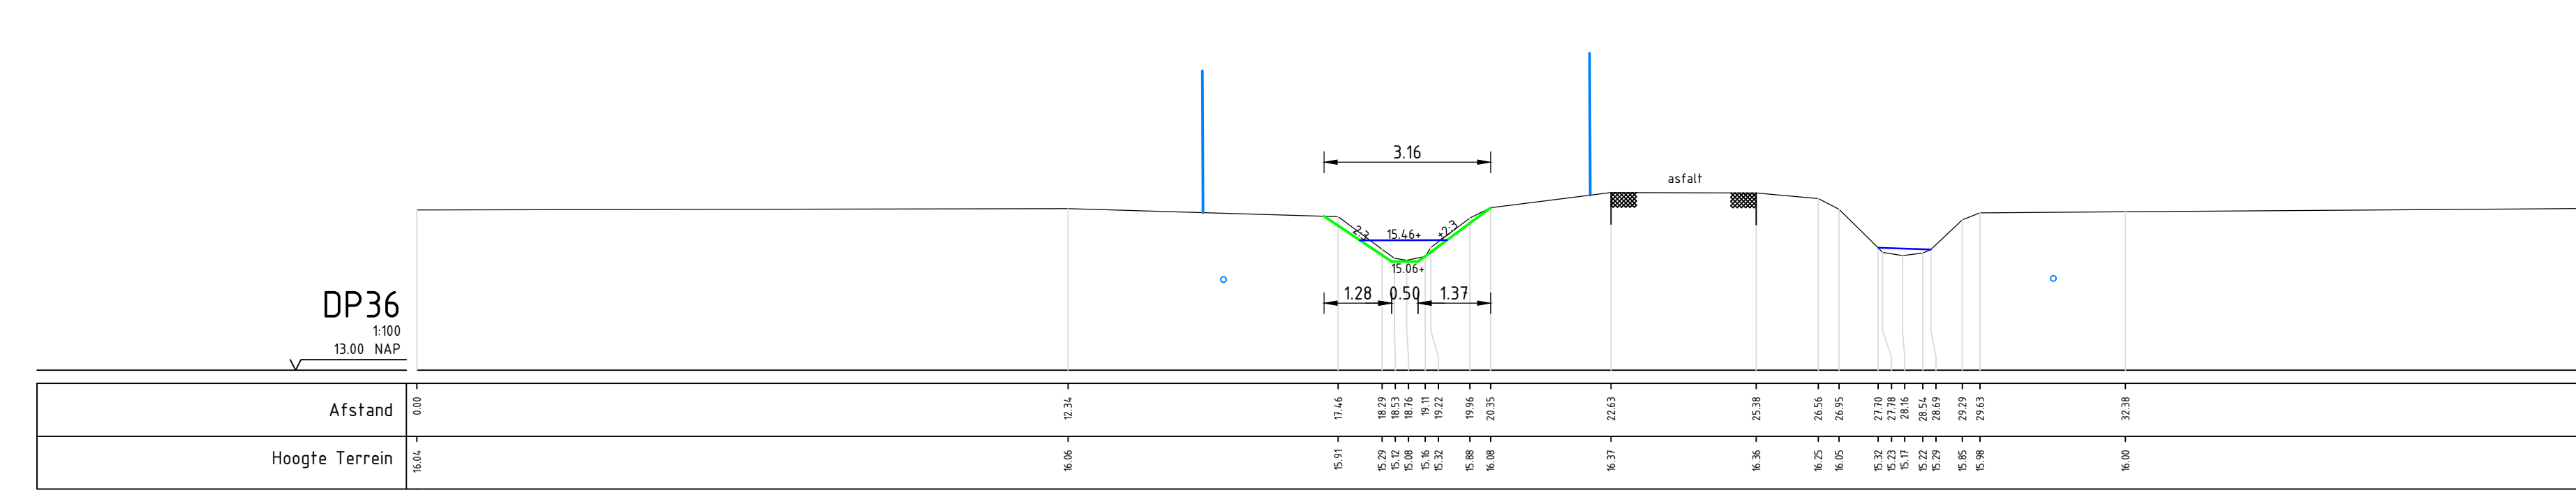 3.16
asfalt
2:3
15.46+
±2:3
15.06+
1.28 0.50 1.37
DP36
1:100
13.00 NAP
Afstand 0.00 12.34 17.46 18.29 18.53 18.76 19.11 19.22 19.96 20.35 22.63 25.38 26.56 26.95 27.70 27.78 28.16 28.54 28.69 29.29 29.63 32.38
Hoogte Terrein 16.04 16.06 15.91 15.29 15.12 15.08 15.16 15.32 15.88 16.08 16.37 16.36 16.25 16.05 15.32 15.23 15.17 15.22 15.29 15.85 15.98 16.00